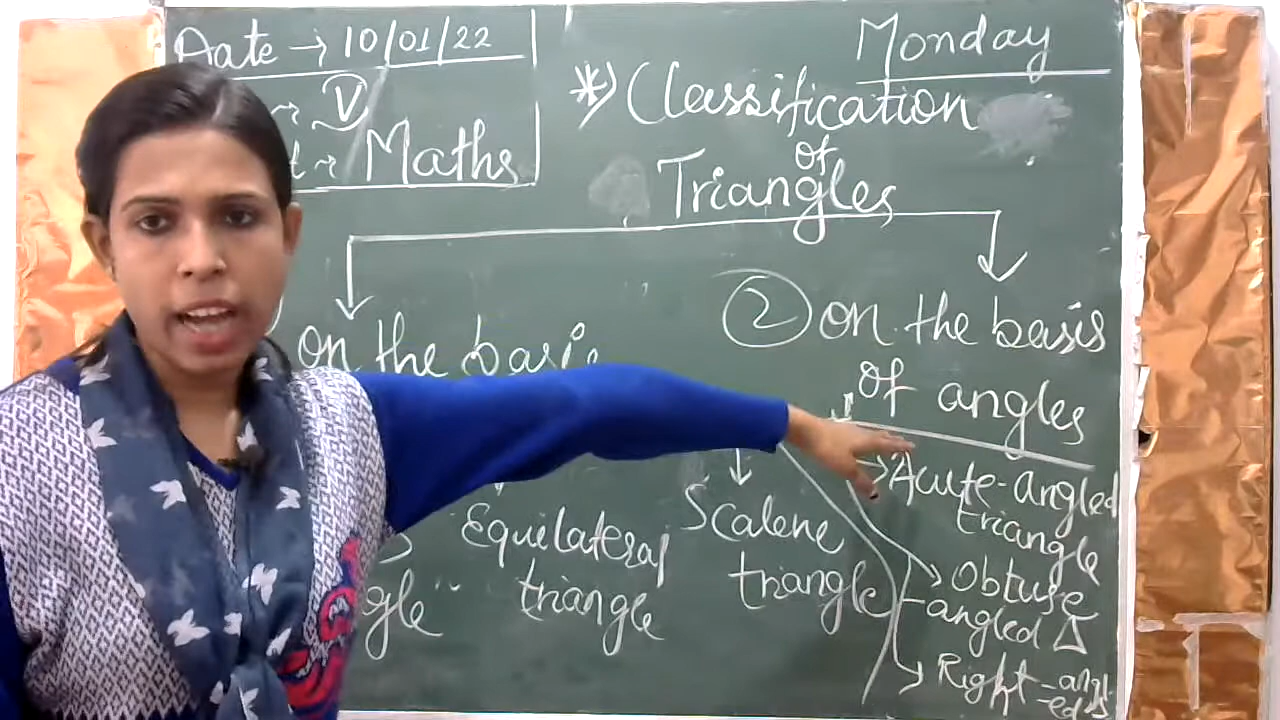 Date → 10/01/22
Monday
→ V
t → Maths
*) Classification
of
Triangles
on the basis
② on the basis
of angles
→ Acute-angled
triangle
Equilateral
triangle
Scalene
triangle
gle
→ Obtuse
-angled Δ
→ Right-angl
-ed Δ